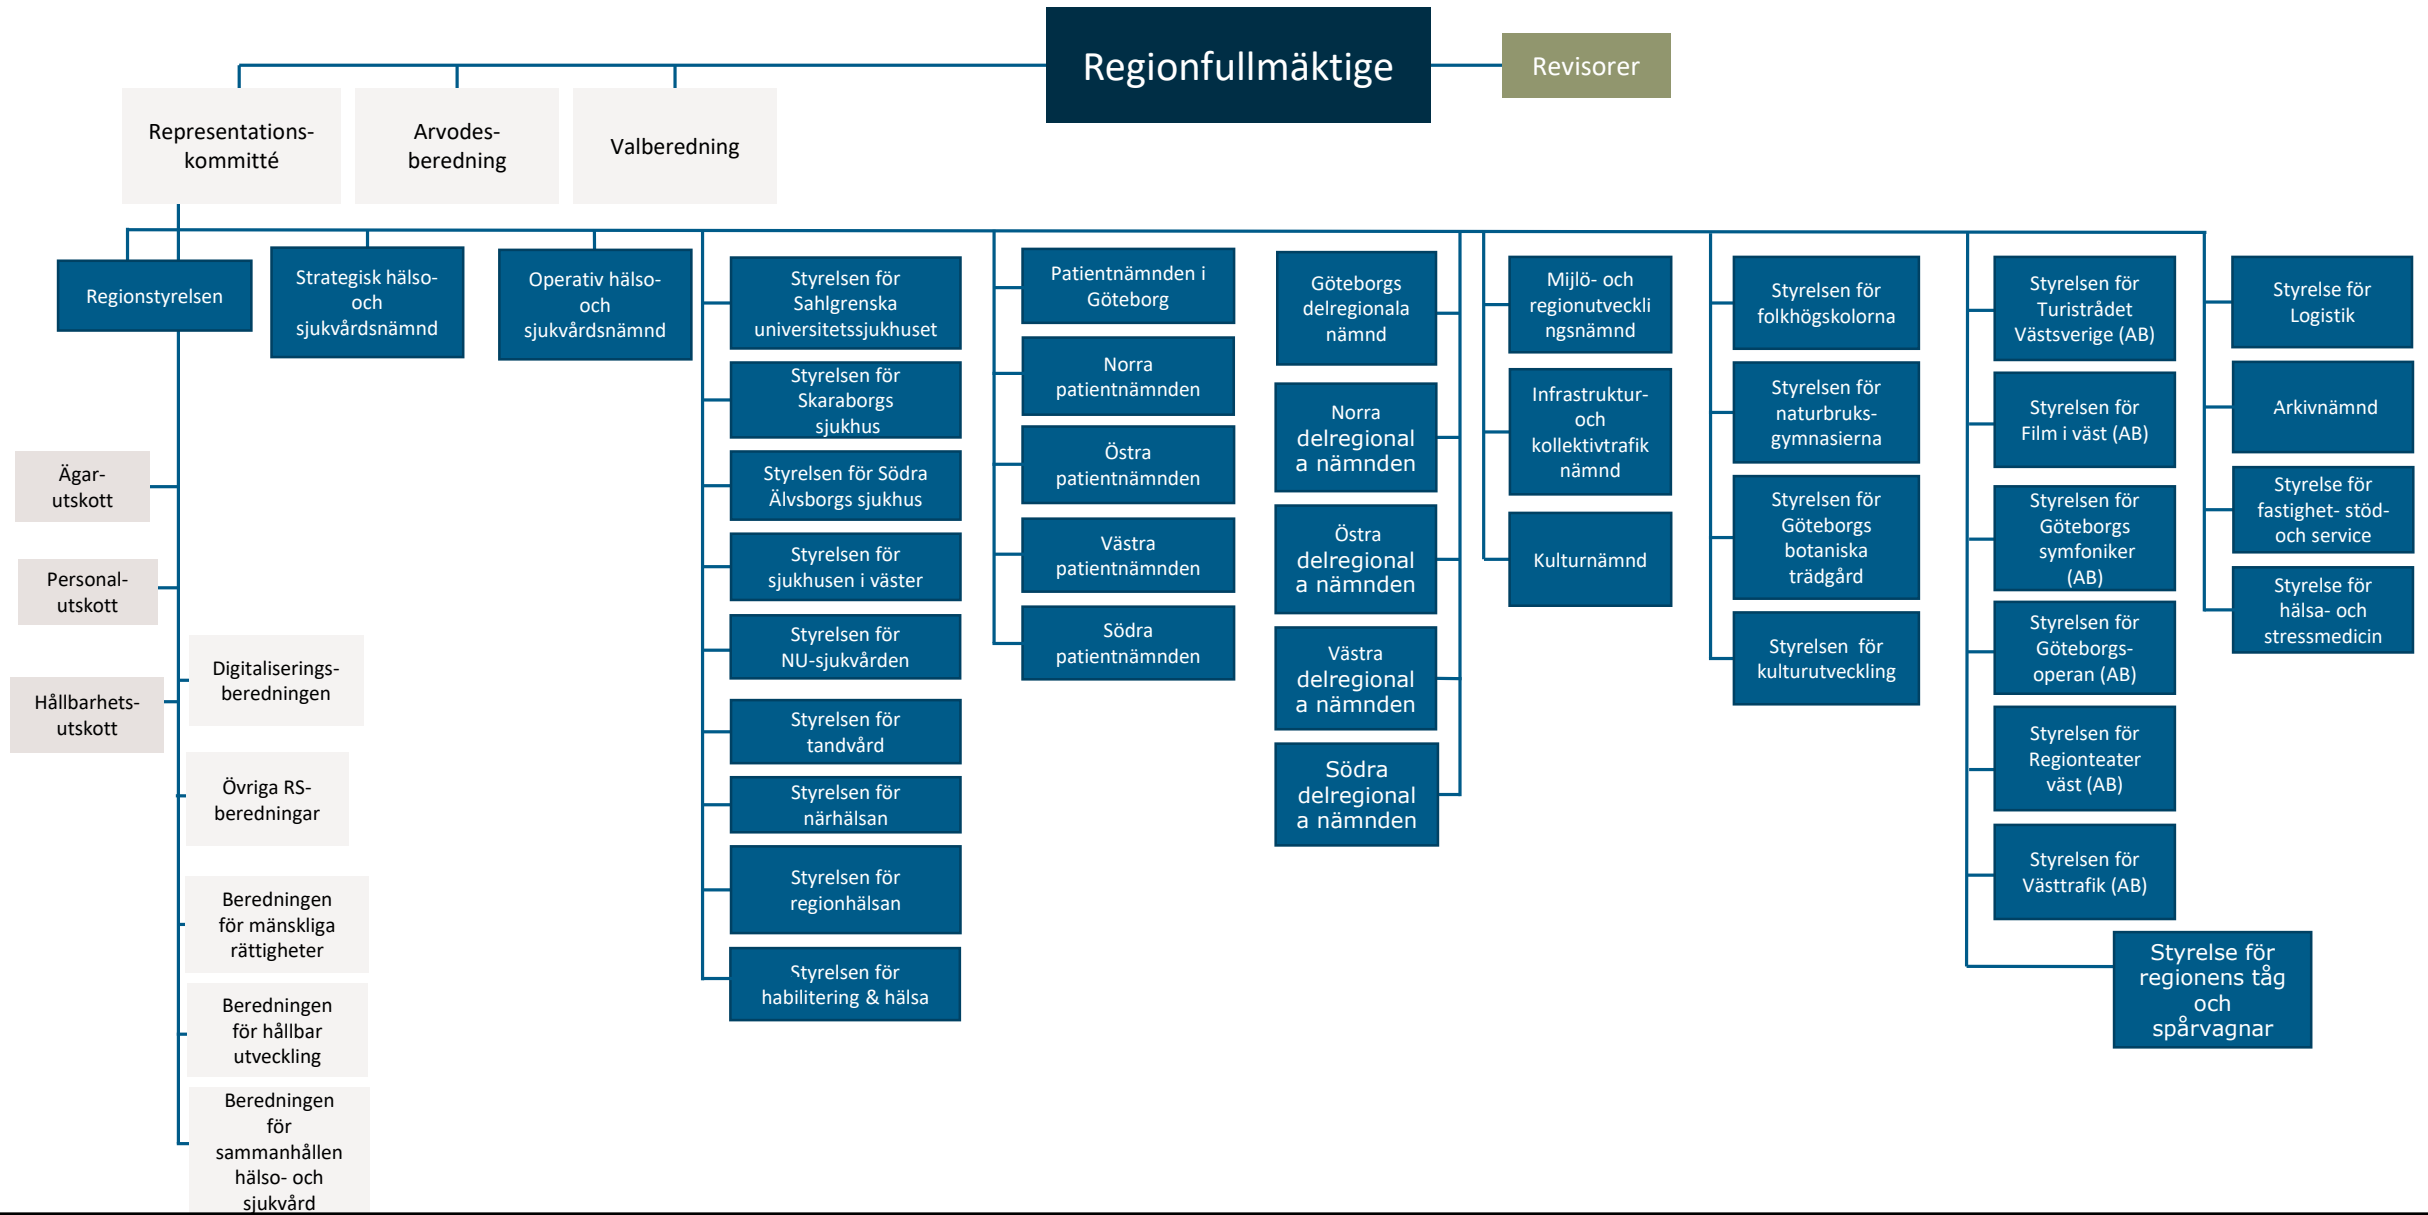 Regionfullmäktige
Revisorer
Representations-
kommitté
Arvodes-
beredning
Valberedning
Regionstyrelsen
Strategisk hälso-
och
sjukvårdsnämnd
Operativ hälso-
och
sjukvårdsnämnd
Ägar-
utskott
Personal-
utskott
Hållbarhets-
utskott
Digitaliserings-
beredningen
Övriga RS-
beredningar
Beredningen
för mänskliga
rättigheter
Beredningen
för hållbar
utveckling
Beredningen
för
sammanhållen
hälso- och
sjukvård
Styrelsen för
Sahlgrenska
universitetssjukhuset
Styrelsen för
Skaraborgs
sjukhus
Styrelsen för Södra
Älvsborgs sjukhus
Styrelsen för
sjukhusen i väster
Styrelsen för
NU-sjukvården
Styrelsen för
tandvård
Styrelsen för
närhälsan
Styrelsen för
regionhälsan
Styrelsen för
habilitering & hälsa
Patientnämnden i
Göteborg
Norra
patientnämnden
Östra
patientnämnden
Västra
patientnämnden
Södra
patientnämnden
Göteborgs
delregionala
nämnd
Norra
delregional
a nämnden
Östra
delregional
a nämnden
Västra
delregional
a nämnden
Södra
delregional
a nämnden
Mijlö- och
regionutveckli
ngsnämnd
Infrastruktur-
och
kollektivtrafik
nämnd
Kulturnämnd
Styrelsen för
folkhögskolorna
Styrelsen för
naturbruks-
gymnasierna
Styrelsen för
Göteborgs
botaniska
trädgård
Styrelsen för
kulturutveckling
Styrelsen för
Turistrådet
Västsverige (AB)
Styrelsen för
Film i väst (AB)
Styrelsen för
Göteborgs
symfoniker
(AB)
Styrelsen för
Göteborgs-
operan (AB)
Styrelsen för
Regionteater
väst (AB)
Styrelsen för
Västtrafik (AB)
Styrelse för
regionens tåg
och
spårvagnar
Styrelse för
Logistik
Arkivnämnd
Styrelse för
fastighet- stöd-
och service
Styrelse för
hälsa- och
stressmedicin